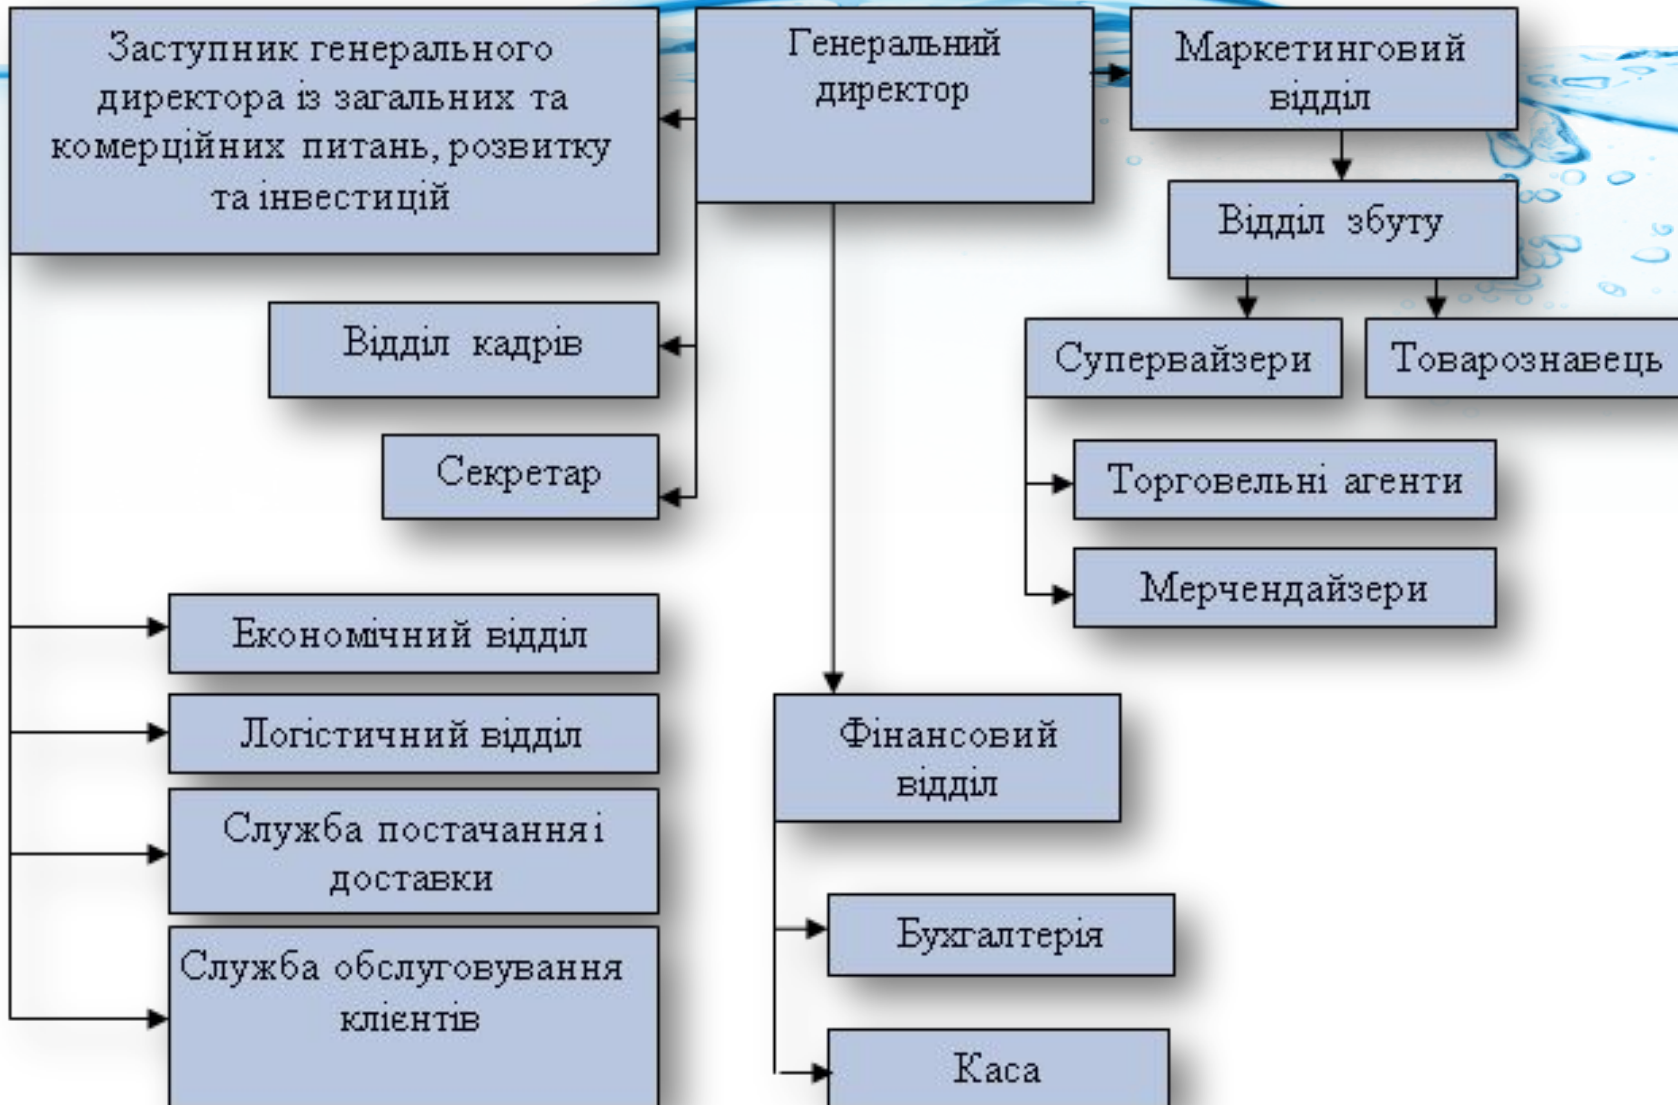 Заступник генерального
директора із загальних та
комерційних питань, розвитку
та інвестицій
Генеральний
директор
Маркетинговий
відділ
Відділ збуту
Відділ кадрів
Супервайзери
Товарознавець
Секретар
Торговельні агенти
Мерчендайзери
Економічний відділ
Логістичний відділ
Фінансовий
відділ
Служба постачання і
доставки
Служба обслуговування
клієнтів
Бухгалтерія
Каса